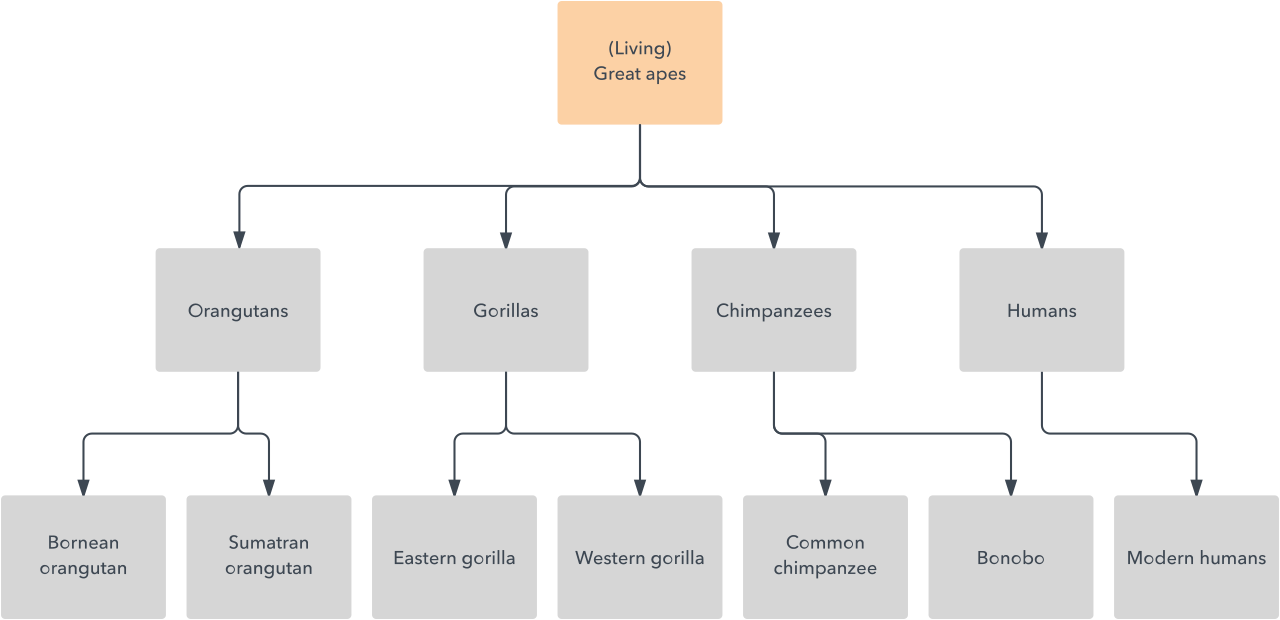 (Living)
Great apes
Orangutans
Gorillas
Chimpanzees
Humans
Bornean
orangutan
Sumatran
orangutan
Eastern gorilla
Western gorilla
Common
chimpanzee
Bonobo
Modern humans